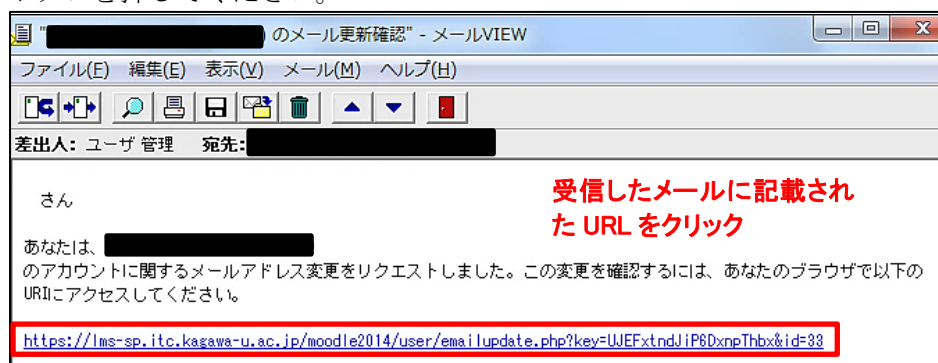 " ) のメール更新確認" - メールVIEW
ファイル(F) 編集(E) 表示(V) メール(M) ヘルプ(H)
差出人: ユーザ 管理 宛先:
さん
受信したメールに記載され
た URL をクリック
あなたは、
のアカウントに関するメールアドレス変更をリクエストしました。この変更を確認するには、あなたのブラウザで以下の
URIにアクセスしてください。
https://lms-sp.itc.kagawa-u.ac.jp/moodle2014/user/emailupdate.php?key=UJEFxtndJiP6DxnpThbx&id=33